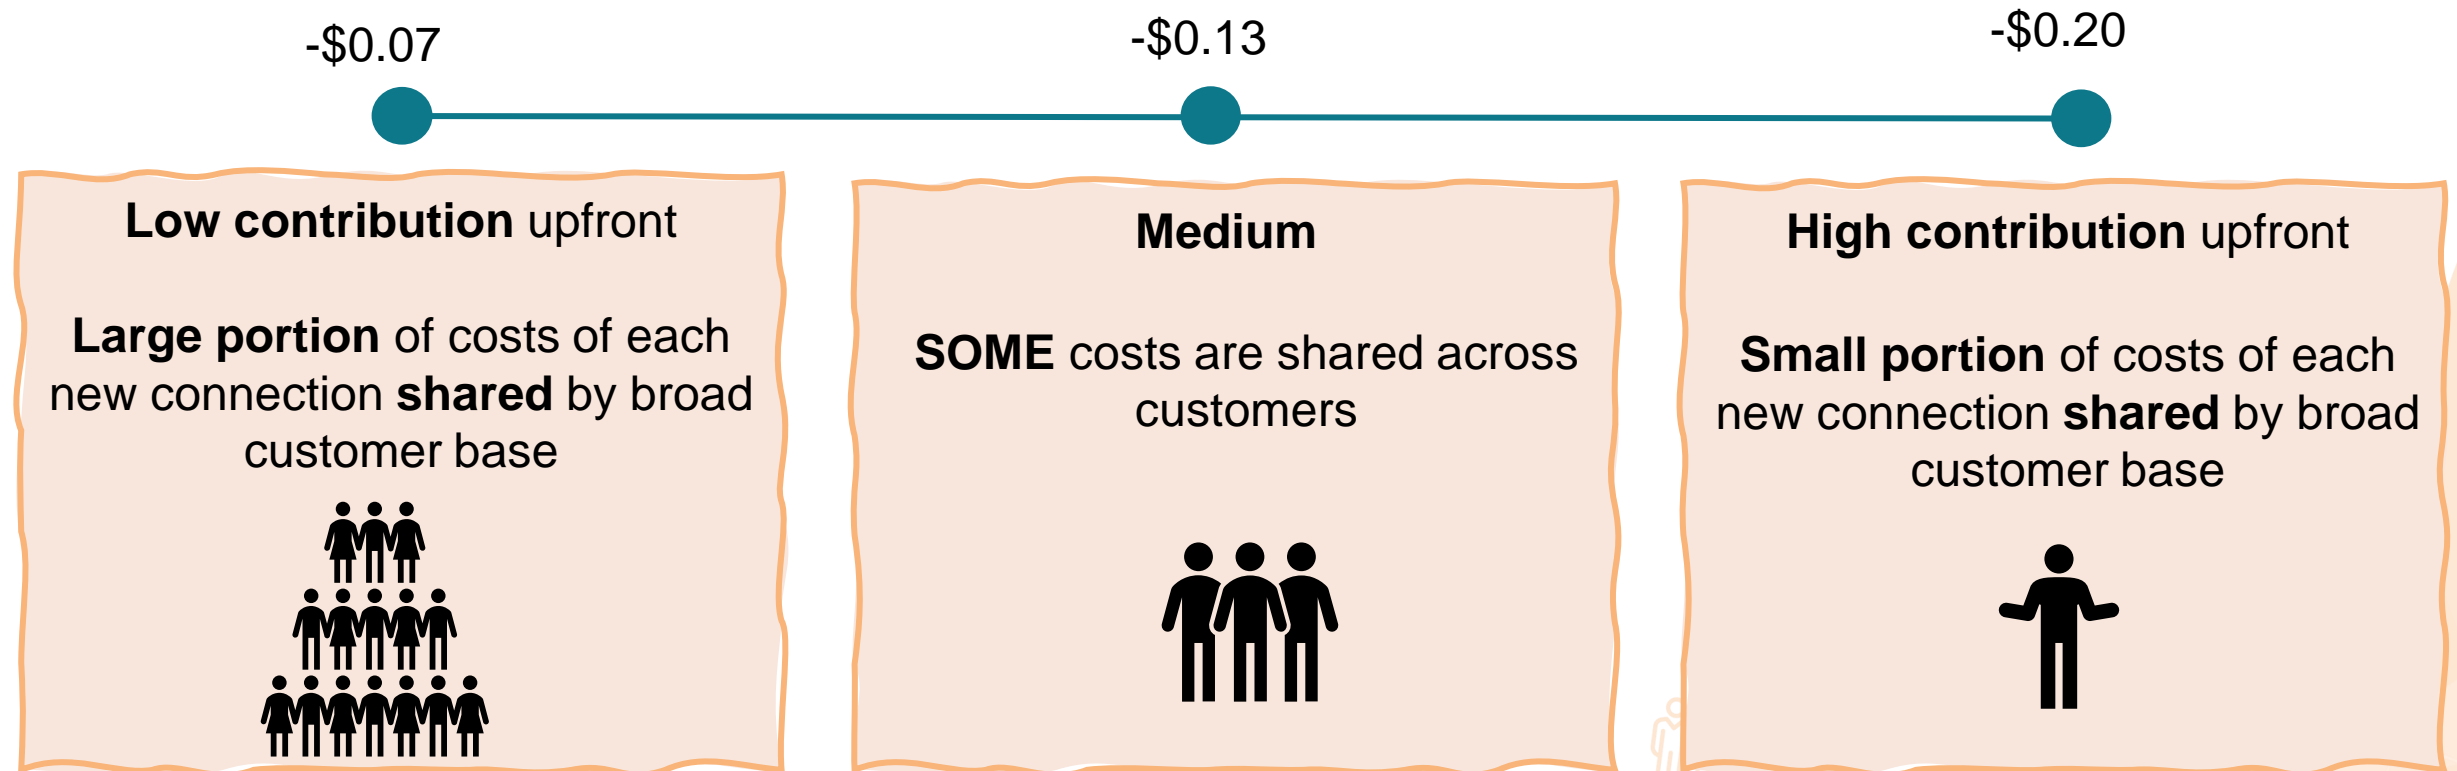 -$0.07
-$0.13
-$0.20
Low contribution upfront
Large portion of costs of each
new connection shared by broad
customer base
Medium
SOME costs are shared across
customers
High contribution upfront
Small portion of costs of each
new connection shared by broad
customer base